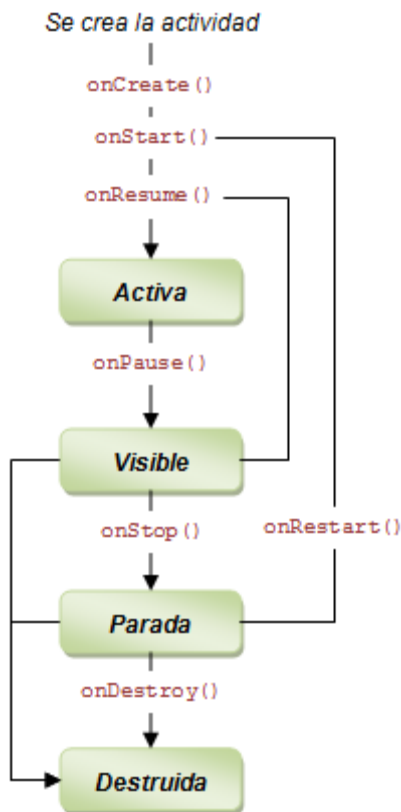 Se crea la actividad
onCreate()
onStart()
onResume()
Activa
onPause()
Visible
onStop()
onRestart()
Parada
onDestroy()
Destruida